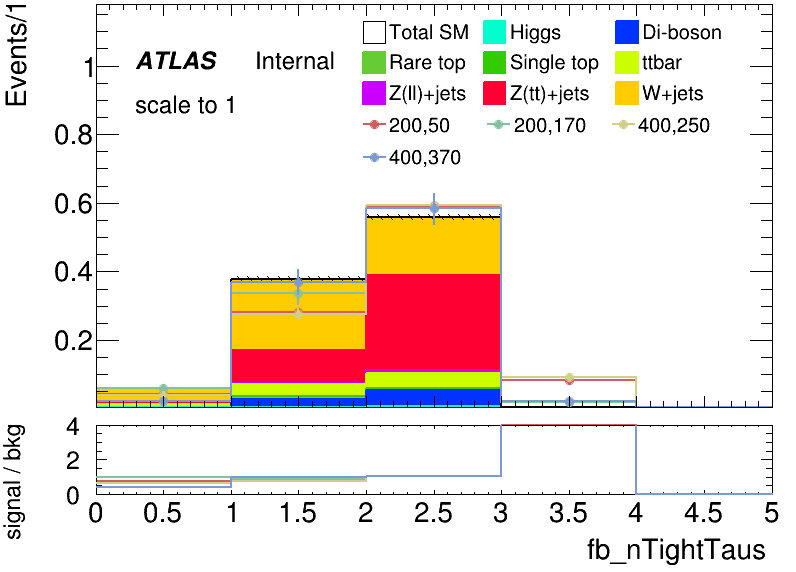 Events/1
ATLAS Internal
scale to 1
Total SM Higgs Di-boson
Rare top Single top ttbar
Z(ll)+jets Z(tt)+jets W+jets
200,50 200,170 400,250
400,370
1
0.8
0.6
0.4
0.2
signal / bkg
4
2
0
0 0.5 1 1.5 2 2.5 3 3.5 4 4.5 5
fb_nTightTaus